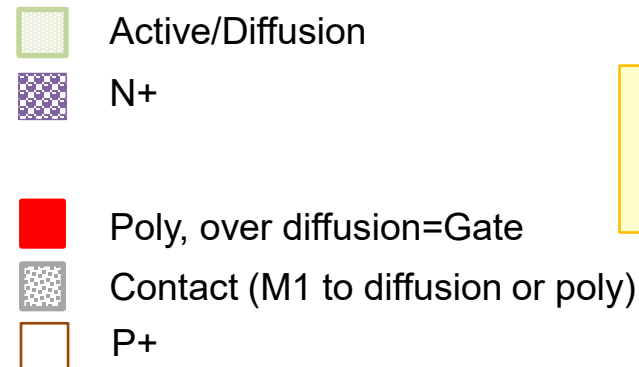 Active/Diffusion
N+
Poly, over diffusion=Gate
Contact (M1 to diffusion or poly)
P+